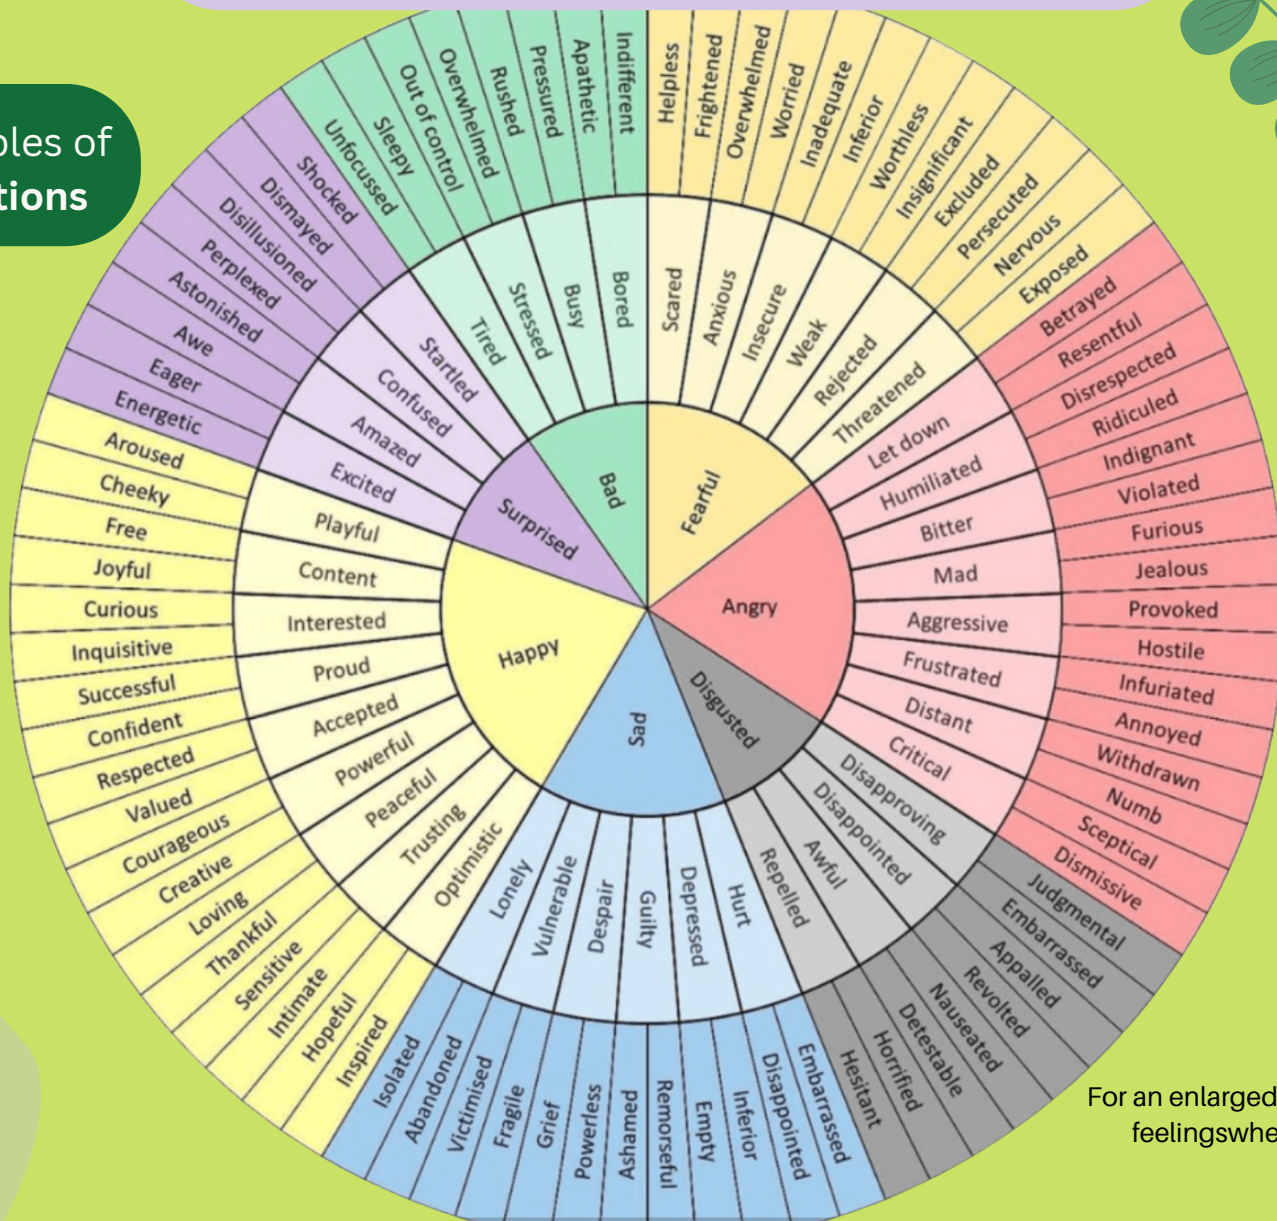 ples of
tions
Fearful
Angry
Disgusted
Sad
Happy
Surprised
Bad
Scared
Anxious
Insecure
Weak
Rejected
Threatened
Let down
Humiliated
Bitter
Mad
Aggressive
Frustrated
Distant
Critical
Disapproving
Disappointed
Awful
Repelled
Hurt
Depressed
Guilty
Despair
Vulnerable
Lonely
Optimistic
Trusting
Peaceful
Powerful
Accepted
Proud
Interested
Content
Playful
Excited
Amazed
Confused
Startled
Tired
Stressed
Busy
Bored
Helpless
Frightened
Overwhelmed
Worried
Inadequate
Inferior
Worthless
Insignificant
Excluded
Persecuted
Nervous
Exposed
Betrayed
Resentful
Disrespected
Ridiculed
Indignant
Violated
Furious
Jealous
Provoked
Hostile
Infuriated
Annoyed
Withdrawn
Numb
Sceptical
Dismissive
Judgmental
Embarrassed
Appalled
Revolted
Nauseated
Detestable
Horrified
Hesitant
Embarrassed
Disappointed
Inferior
Empty
Remorseful
Ashamed
Powerless
Grief
Fragile
Victimised
Abandoned
Isolated
Inspired
Hopeful
Intimate
Sensitive
Thankful
Loving
Creative
Courageous
Valued
Respected
Confident
Successful
Inquisitive
Curious
Joyful
Free
Cheeky
Aroused
Energetic
Eager
Awe
Astonished
Perplexed
Disillusioned
Dismayed
Shocked
Unfocussed
Sleepy
Out of control
Overwhelmed
Rushed
Pressured
Apathetic
Indifferent
For an enlarged
feelingswhe